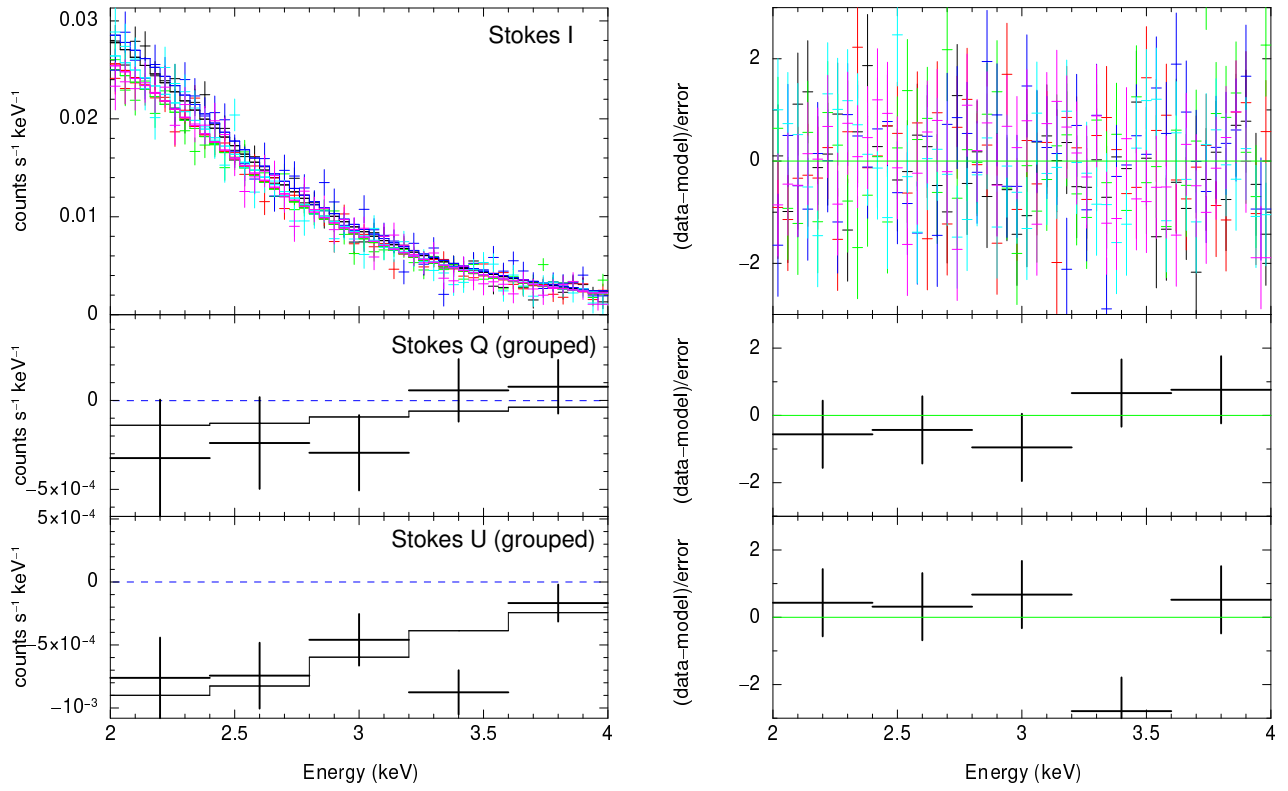 Stokes I
counts s⁻¹ keV⁻¹
0.03
0.02
0.01
0
Stokes Q (grouped)
counts s⁻¹ keV⁻¹
0
−5×10⁻⁴
Stokes U (grouped)
counts s⁻¹ keV⁻¹
5×10⁻⁴
0
−5×10⁻⁴
−10⁻³
2 2.5 3 3.5 4
Energy (keV)
(data−model)/error
2
0
−2
(data−model)/error
2
0
−2
(data−model)/error
2
0
−2
2 2.5 3 3.5 4
Energy (keV)